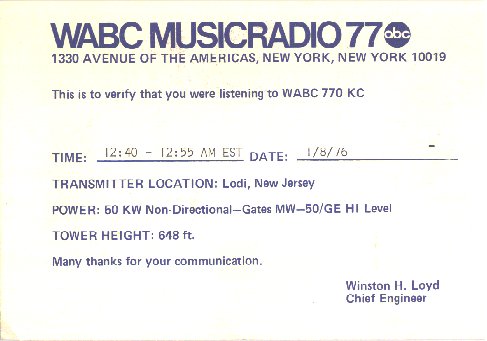 WABC MUSICRADIO 77 abc
1330 AVENUE OF THE AMERICAS, NEW YORK, NEW YORK 10019
This is to verify that you were listening to WABC 770 KC
TIME: 12:40 - 12:55 AM EST DATE: 1/8/76
TRANSMITTER LOCATION: Lodi, New Jersey
POWER: 50 KW Non-Directional—Gates MW—50/GE HI Level
TOWER HEIGHT: 648 ft.
Many thanks for your communication.
Winston H. Loyd
Chief Engineer